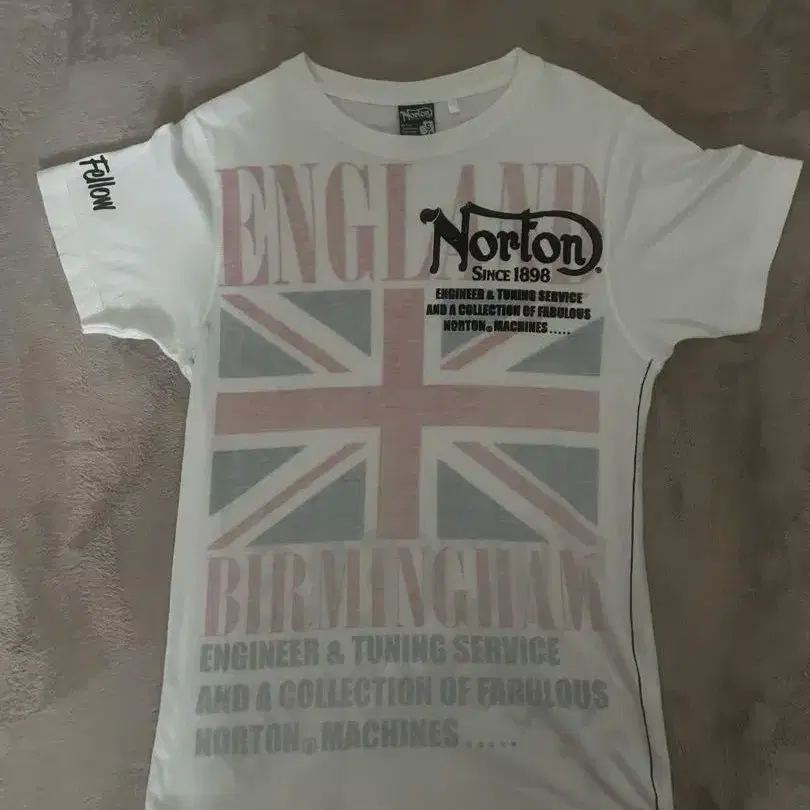 Norton
Fellow
ENGLAND
Norton®
SINCE 1898
ENGINEER & TUNING SERVICE
AND A COLLECTION OF FABULOUS
NORTON® MACHINES.....
BIRMINGHAM
ENGINEER & TUNING SERVICE
AND A COLLECTION OF FABULOUS
NORTON® MACHINES.....